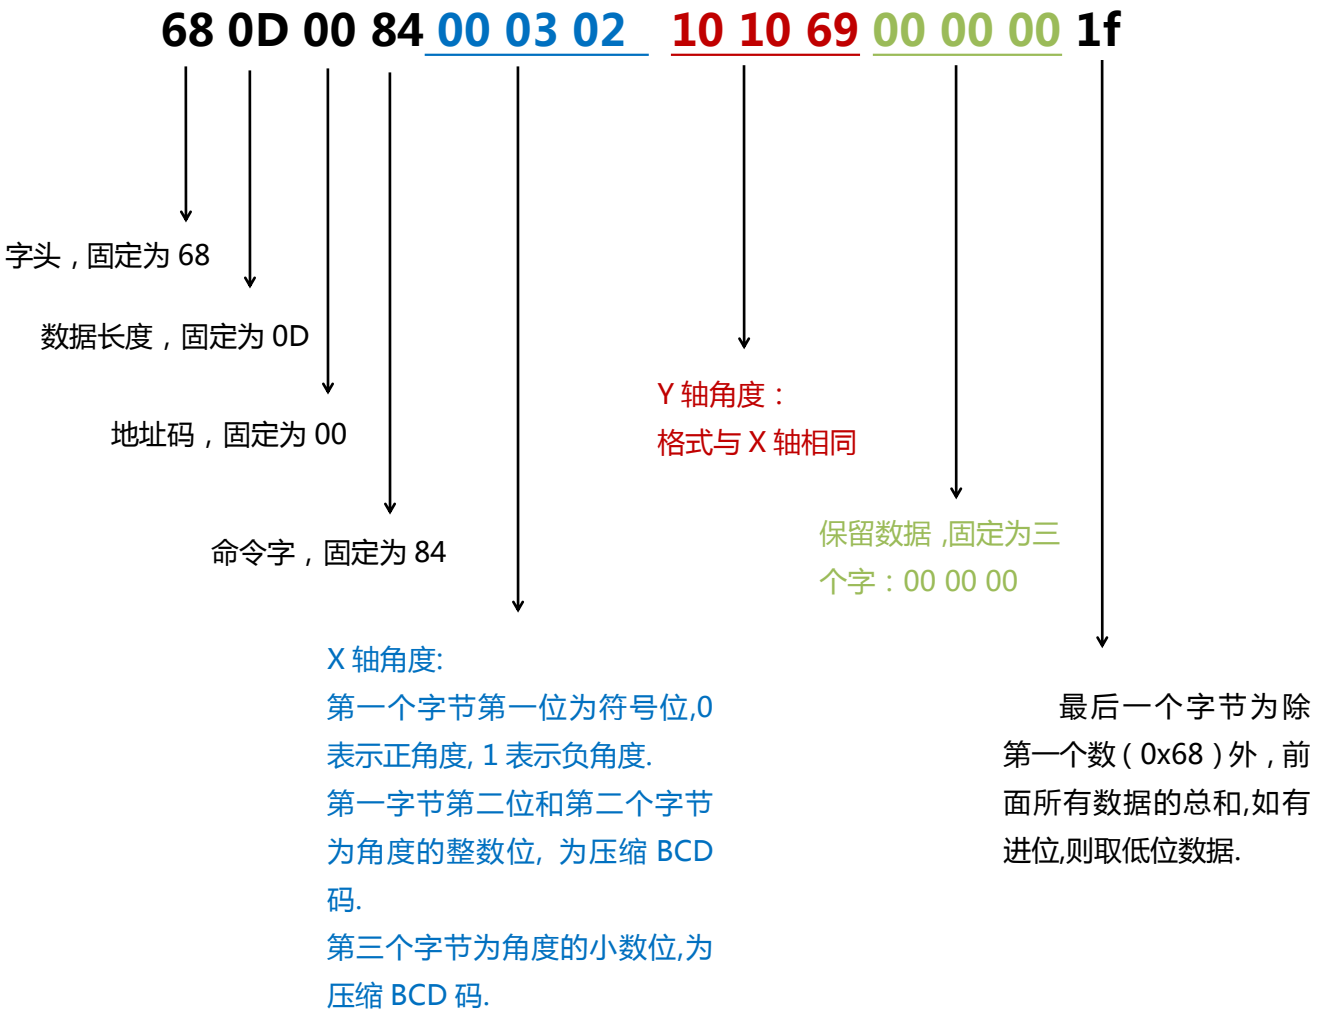 68 0D 00 84 00 03 02 10 10 69 00 00 00 1f
字头，固定为 68
数据长度，固定为 0D
地址码，固定为 00
命令字，固定为 84
Y 轴角度：
格式与 X 轴相同
保留数据 ,固定为三
个字：00 00 00
X 轴角度:
第一个字节第一位为符号位,0
表示正角度, 1 表示负角度.
第一字节第二位和第二个字节
为角度的整数位, 为压缩 BCD
码.
第三个字节为角度的小数位,为
压缩 BCD 码.
最后一个字节为除
第一个数（0x68）外，前
面所有数据的总和,如有
进位,则取低位数据.